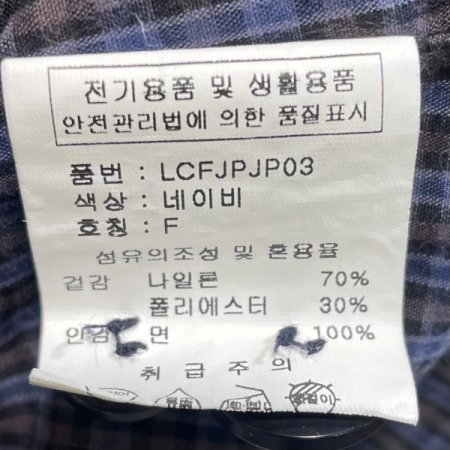 전기용품 및 생활용품
안전관리법에 의한 품질표시
품번 : LCFJPJP03
색상 : 네이비
호칭 : F
섬유의조성 및 혼용율
겉감 나일론 70%
폴리에스터 30%
안감 면 100%
취급주의